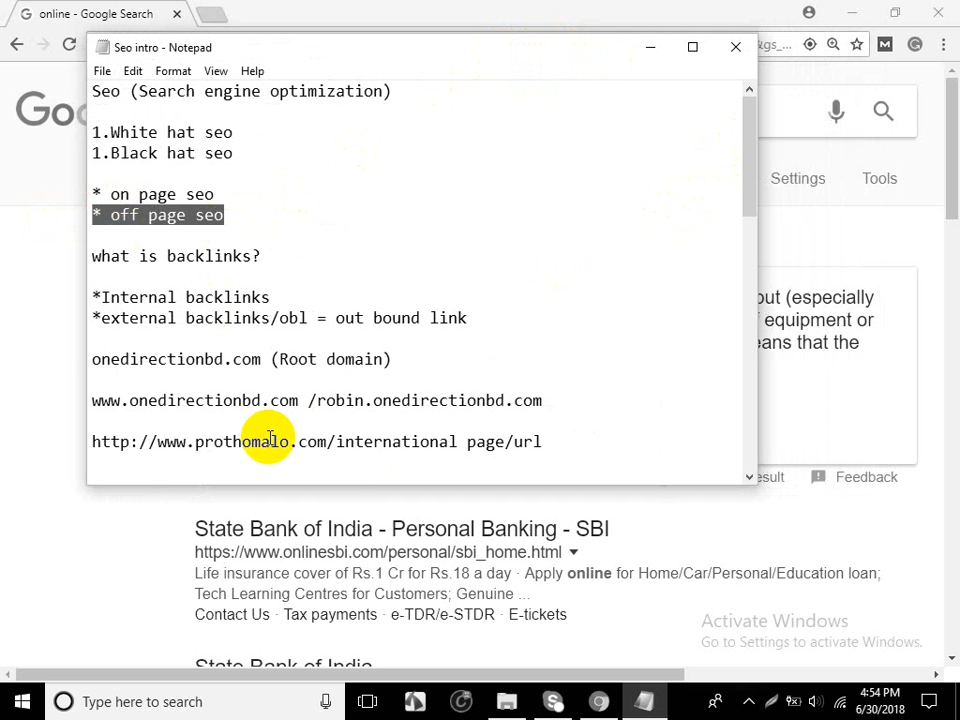 online - Google Search
Seo intro - Notepad
&gs_...
File Edit Format View Help
Seo (Search engine optimization)
1.White hat seo
1.Black hat seo
* on page seo
* off page seo
what is backlinks?
*Internal backlinks
*external backlinks/obl = out bound link
onedirectionbd.com (Root domain)
www.onedirectionbd.com /robin.onedirectionbd.com
http://www.prothomalo.com/international page/url
Goo
Settings Tools
out (especially
equipment or
eans that the
esult Feedback
State Bank of India - Personal Banking - SBI
https://www.onlinesbi.com/personal/sbi_home.html
Life insurance cover of Rs.1 Cr for Rs.18 a day · Apply online for Home/Car/Personal/Education loan;
Tech Learning Centres for Customers; Genuine ...
Contact Us · Tax payments · e-TDR/e-STDR · E-tickets
State Bank of India
Activate Windows
Go to Settings to activate Windows.
Type here to search
4:54 PM
6/30/2018